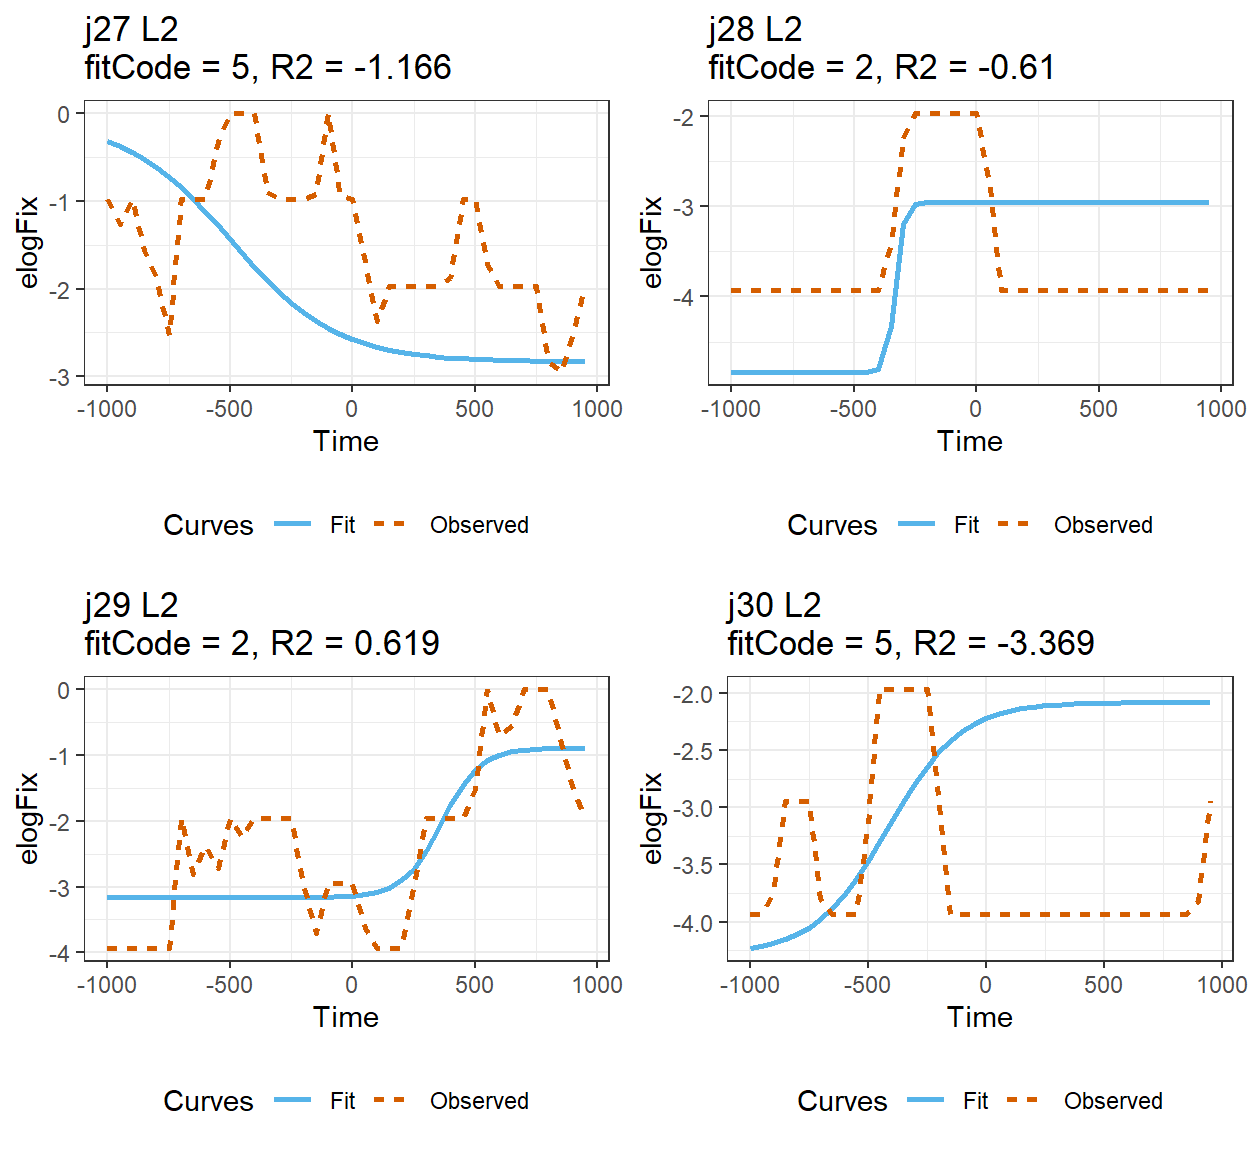 j27 L2
fitCode = 5, R2 = -1.166
elogFix
0
-1
-2
-3
-1000 -500 0 500 1000
Time
Curves Fit Observed
j28 L2
fitCode = 2, R2 = -0.61
elogFix
-2
-3
-4
-1000 -500 0 500 1000
Time
Curves Fit Observed
j29 L2
fitCode = 2, R2 = 0.619
elogFix
0
-1
-2
-3
-4
-1000 -500 0 500 1000
Time
Curves Fit Observed
j30 L2
fitCode = 5, R2 = -3.369
elogFix
-2.0
-2.5
-3.0
-3.5
-4.0
-1000 -500 0 500 1000
Time
Curves Fit Observed